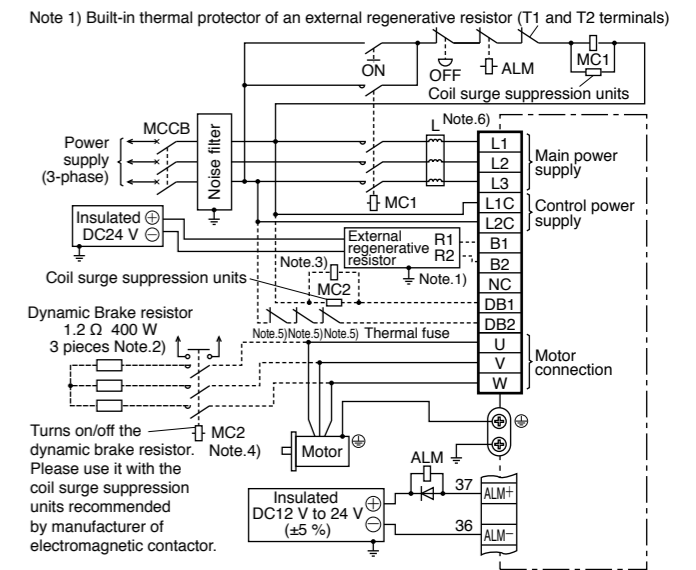 Note 1) Built-in thermal protector of an external regenerative resistor (T1 and T2 terminals)
ON
OFF
ALM
MC1
Coil surge suppression units
L
Note.6)
MCCB
Power
supply
(3-phase)
Noise filter
MC1
L1
L2
L3
L1C
L2C
B1
B2
NC
DB1
DB2
U
V
W
Main power
supply
Control power
supply
Insulated
DC24 V
External
regenerative
resistor
R1
R2
Note.1)
Note.3)
Coil surge suppression units
MC2
Dynamic Brake resistor
1.2 Ω 400 W
3 pieces Note.2)
Note.5)Note.5)Note.5) Thermal fuse
Motor
connection
Turns on/off the
dynamic brake resistor.
Please use it with the
coil surge suppression
units recommended
by manufacturer of
electromagnetic contactor.
MC2
Note.4)
Motor
ALM
Insulated
DC12 V to 24 V
(±5 %)
37
ALM+
36
ALM−